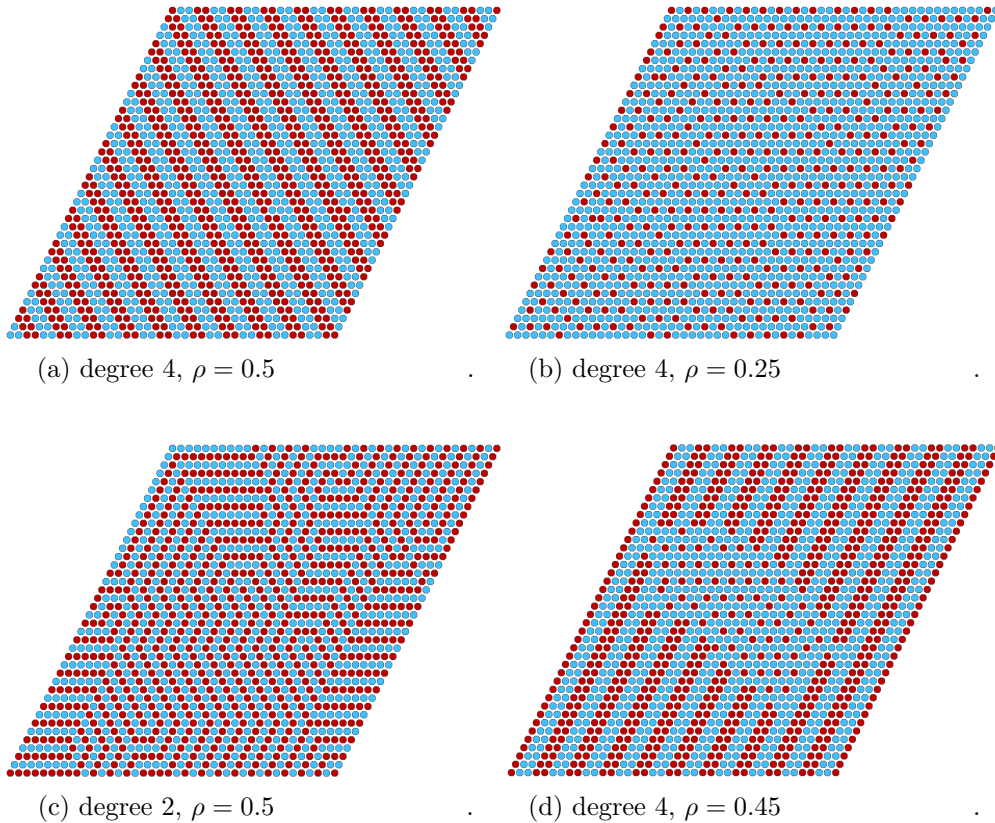 (a) degree 4, ρ = 0.5 .
(b) degree 4, ρ = 0.25 .
(c) degree 2, ρ = 0.5 .
(d) degree 4, ρ = 0.45 .